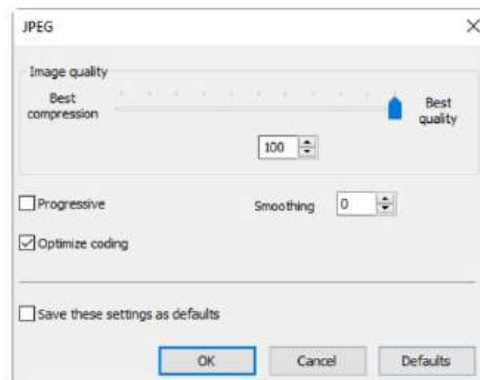 JPEG
Image quality
Best compression
Best quality
100
Progressive
Smoothing 0
Optimize coding
Save these settings as defaults
OK Cancel Defaults